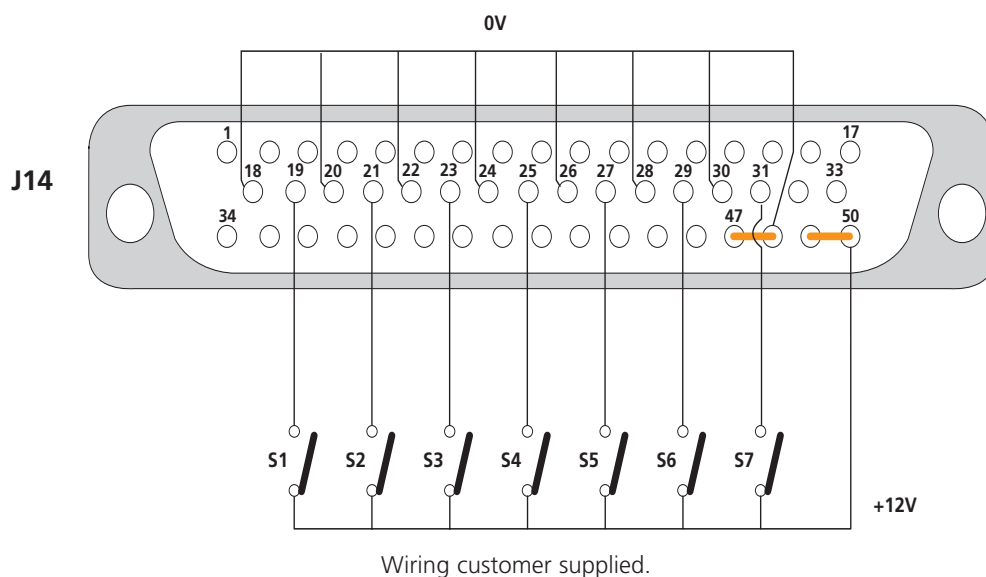 0V
1 17
J14
18 19 20 21 22 23 24 25 26 27 28 29 30 31 33
34 47 50
S1 S2 S3 S4 S5 S6 S7
+12V
Wiring customer supplied.